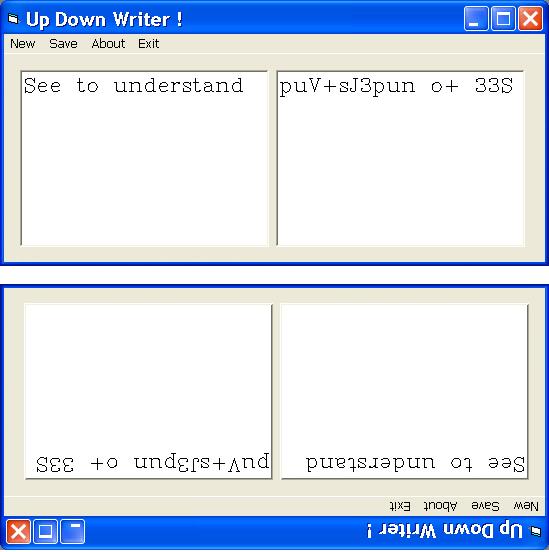 Up Down Writer !
New Save About Exit
See to understand
puV+sJ3pun o+ 33S
Up Down Writer !
New Save About Exit
See to understand
puV+sJ3pun o+ 33S